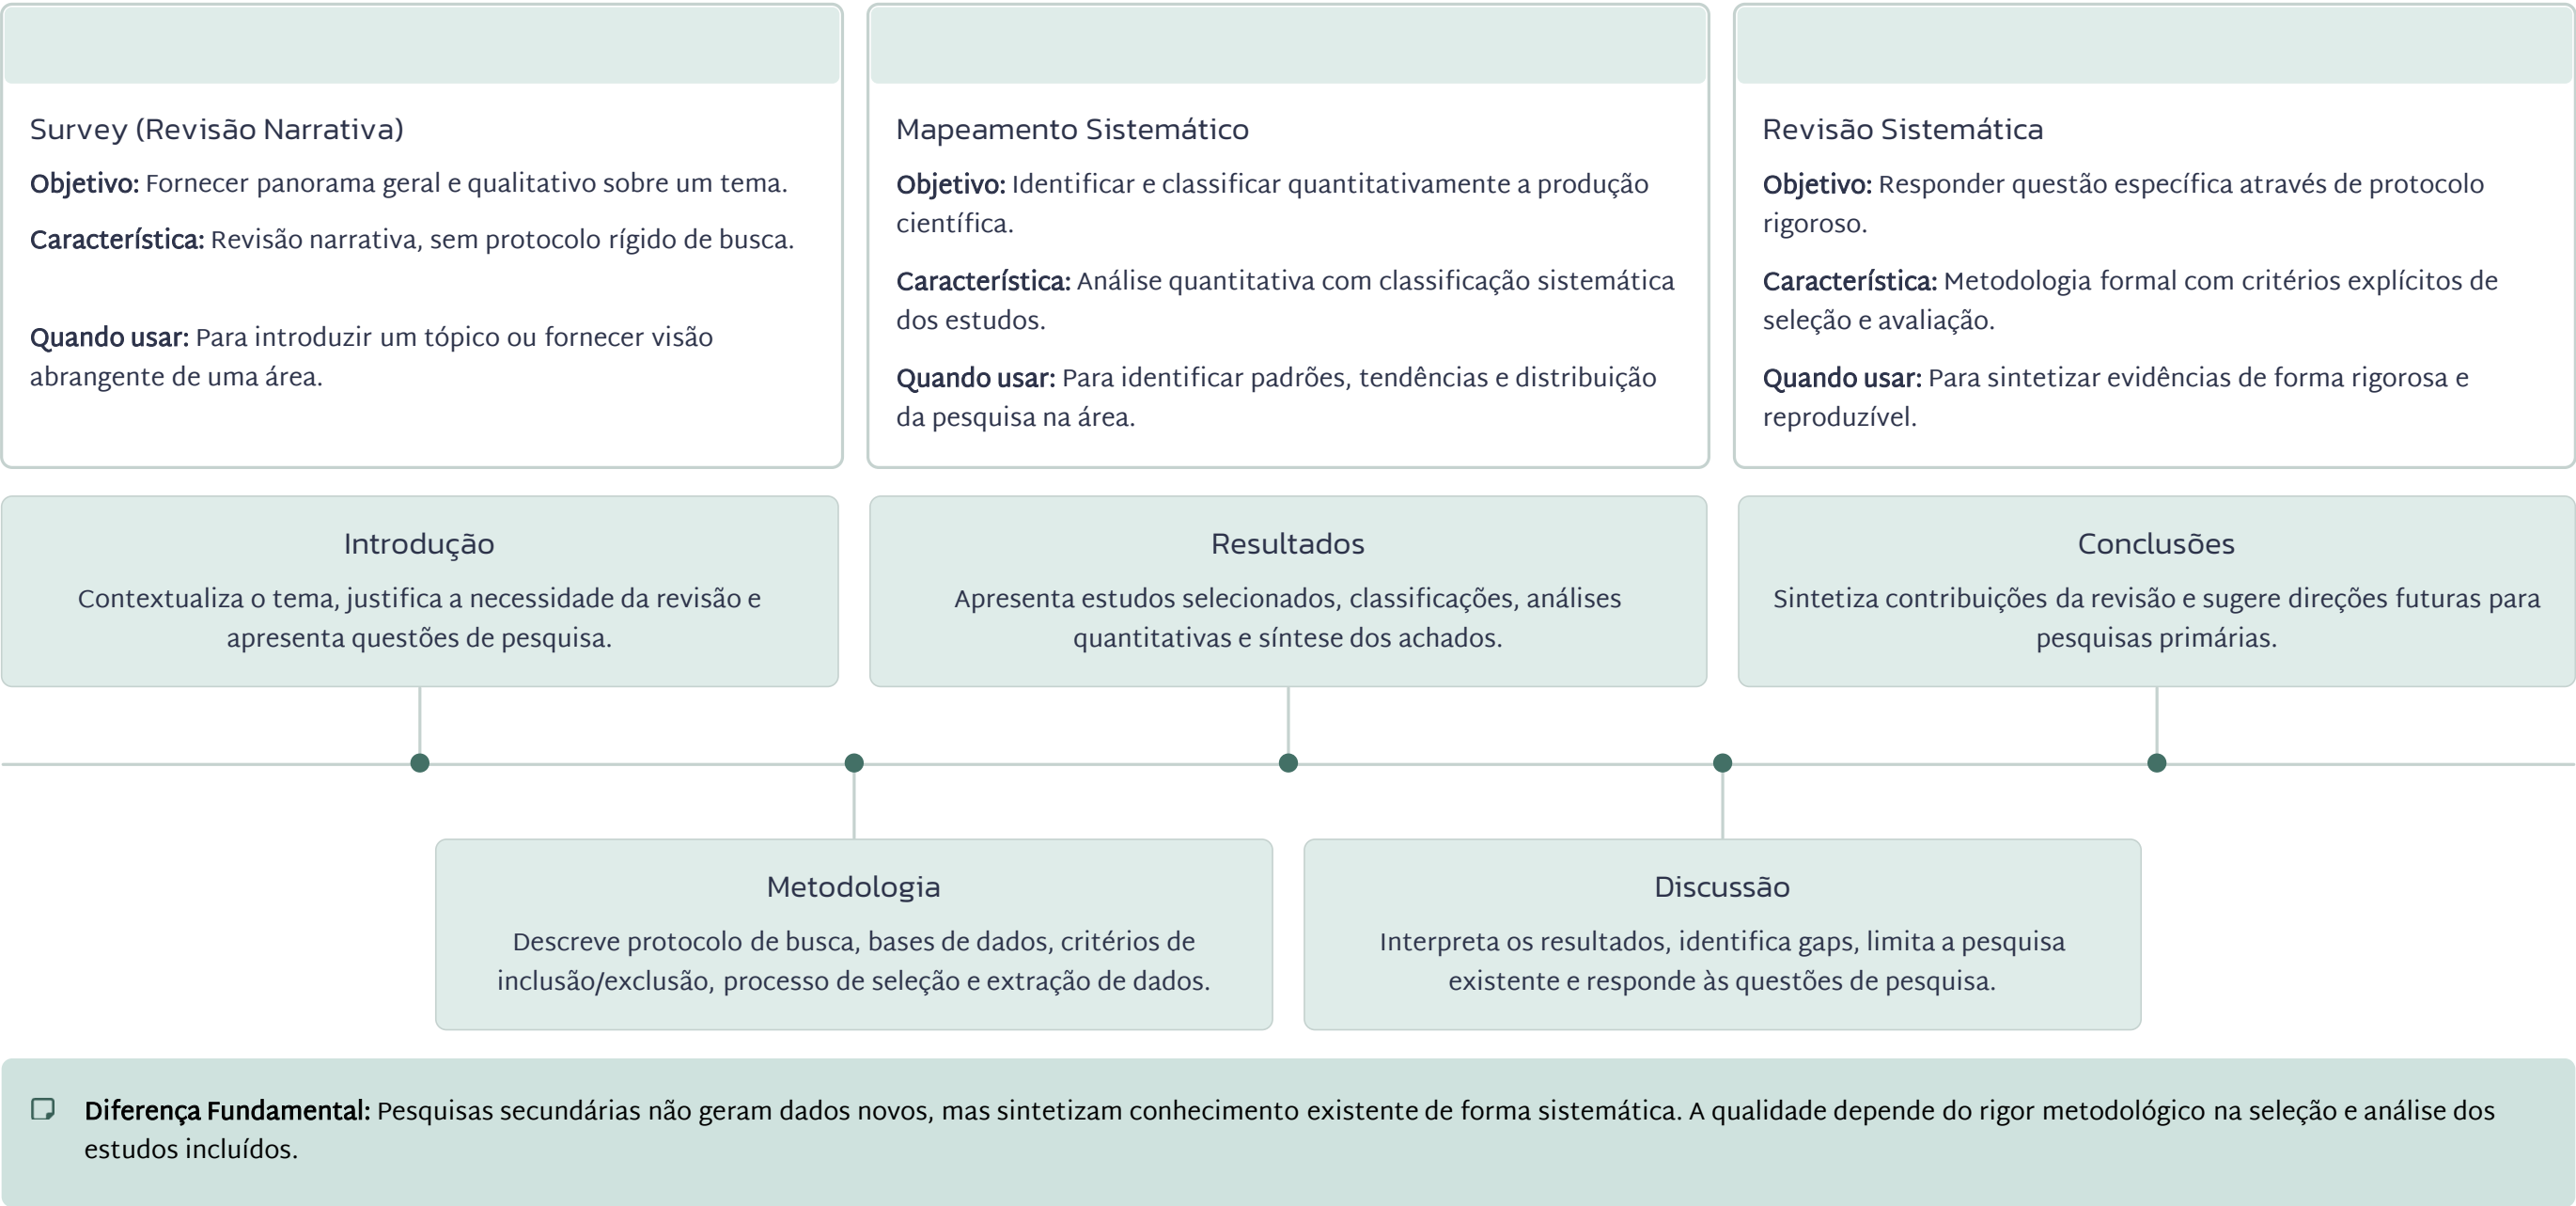 Survey (Revisão Narrativa)
Objetivo: Fornecer panorama geral e qualitativo sobre um tema.
Característica: Revisão narrativa, sem protocolo rígido de busca.
Quando usar: Para introduzir um tópico ou fornecer visão
abrangente de uma área.
Mapeamento Sistemático
Objetivo: Identificar e classificar quantitativamente a produção
científica.
Característica: Análise quantitativa com classificação sistemática
dos estudos.
Quando usar: Para identificar padrões, tendências e distribuição
da pesquisa na área.
Revisão Sistemática
Objetivo: Responder questão específica através de protocolo
rigoroso.
Característica: Metodologia formal com critérios explícitos de
seleção e avaliação.
Quando usar: Para sintetizar evidências de forma rigorosa e
reproduzível.
Introdução
Contextualiza o tema, justifica a necessidade da revisão e
apresenta questões de pesquisa.
Resultados
Apresenta estudos selecionados, classificações, análises
quantitativas e síntese dos achados.
Conclusões
Sintetiza contribuições da revisão e sugere direções futuras para
pesquisas primárias.
Metodologia
Descreve protocolo de busca, bases de dados, critérios de
inclusão/exclusão, processo de seleção e extração de dados.
Discussão
Interpreta os resultados, identifica gaps, limita a pesquisa
existente e responde às questões de pesquisa.
Diferença Fundamental: Pesquisas secundárias não geram dados novos, mas sintetizam conhecimento existente de forma sistemática. A qualidade depende do rigor metodológico na seleção e análise dos
estudos incluídos.